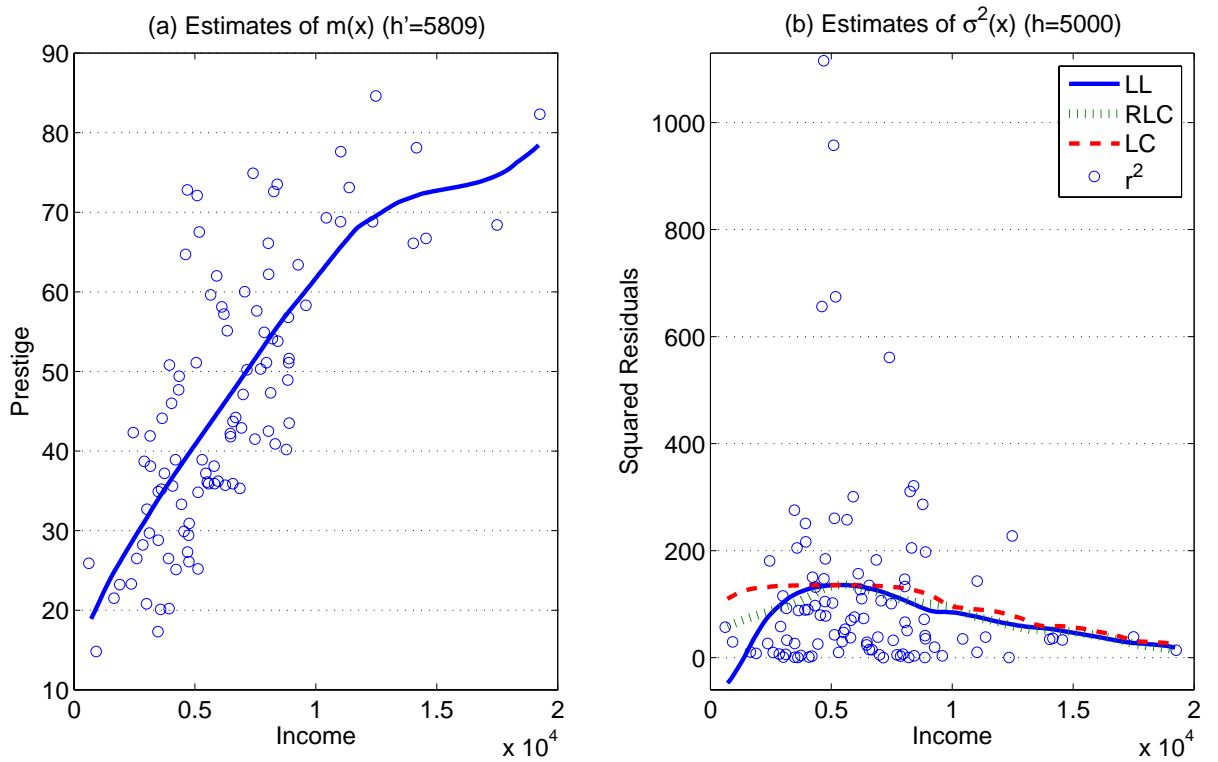 (a) Estimates of m(x) (h'=5809)
90
80
70
60
50
40
30
20
10
Prestige
0
0.5
1
1.5
2
x 10^4
Income
(b) Estimates of σ^2(x) (h=5000)
1000
800
600
400
200
0
Squared Residuals
LL
RLC
LC
r^2
0
0.5
1
1.5
2
x 10^4
Income